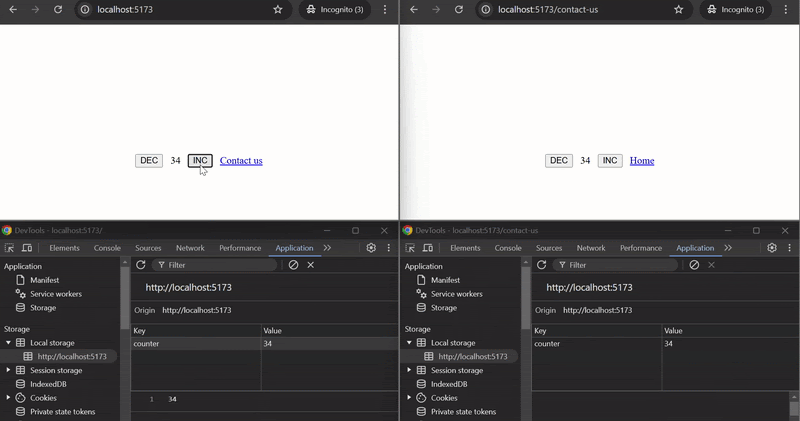 localhost:5173
Incognito (3)
DEC 34 INC Contact us
DevTools - localhost:5173/
Elements Console Sources Network Performance Application
Application
Manifest
Service workers
Storage
Storage
Local storage
http://localhost:5173
Session storage
IndexedDB
Cookies
Private state tokens
Filter
http://localhost:5173
Origin http://localhost:5173
Key Value
counter 34
1 34
localhost:5173/contact-us
Incognito (3)
DEC 34 INC Home
DevTools - localhost:5173/contact-us
Elements Console Sources Network Performance Application
Application
Manifest
Service workers
Storage
Storage
Local storage
http://localhost:5173
Session storage
IndexedDB
Cookies
Private state tokens
Filter
http://localhost:5173
Origin http://localhost:5173
Key Value
counter 34